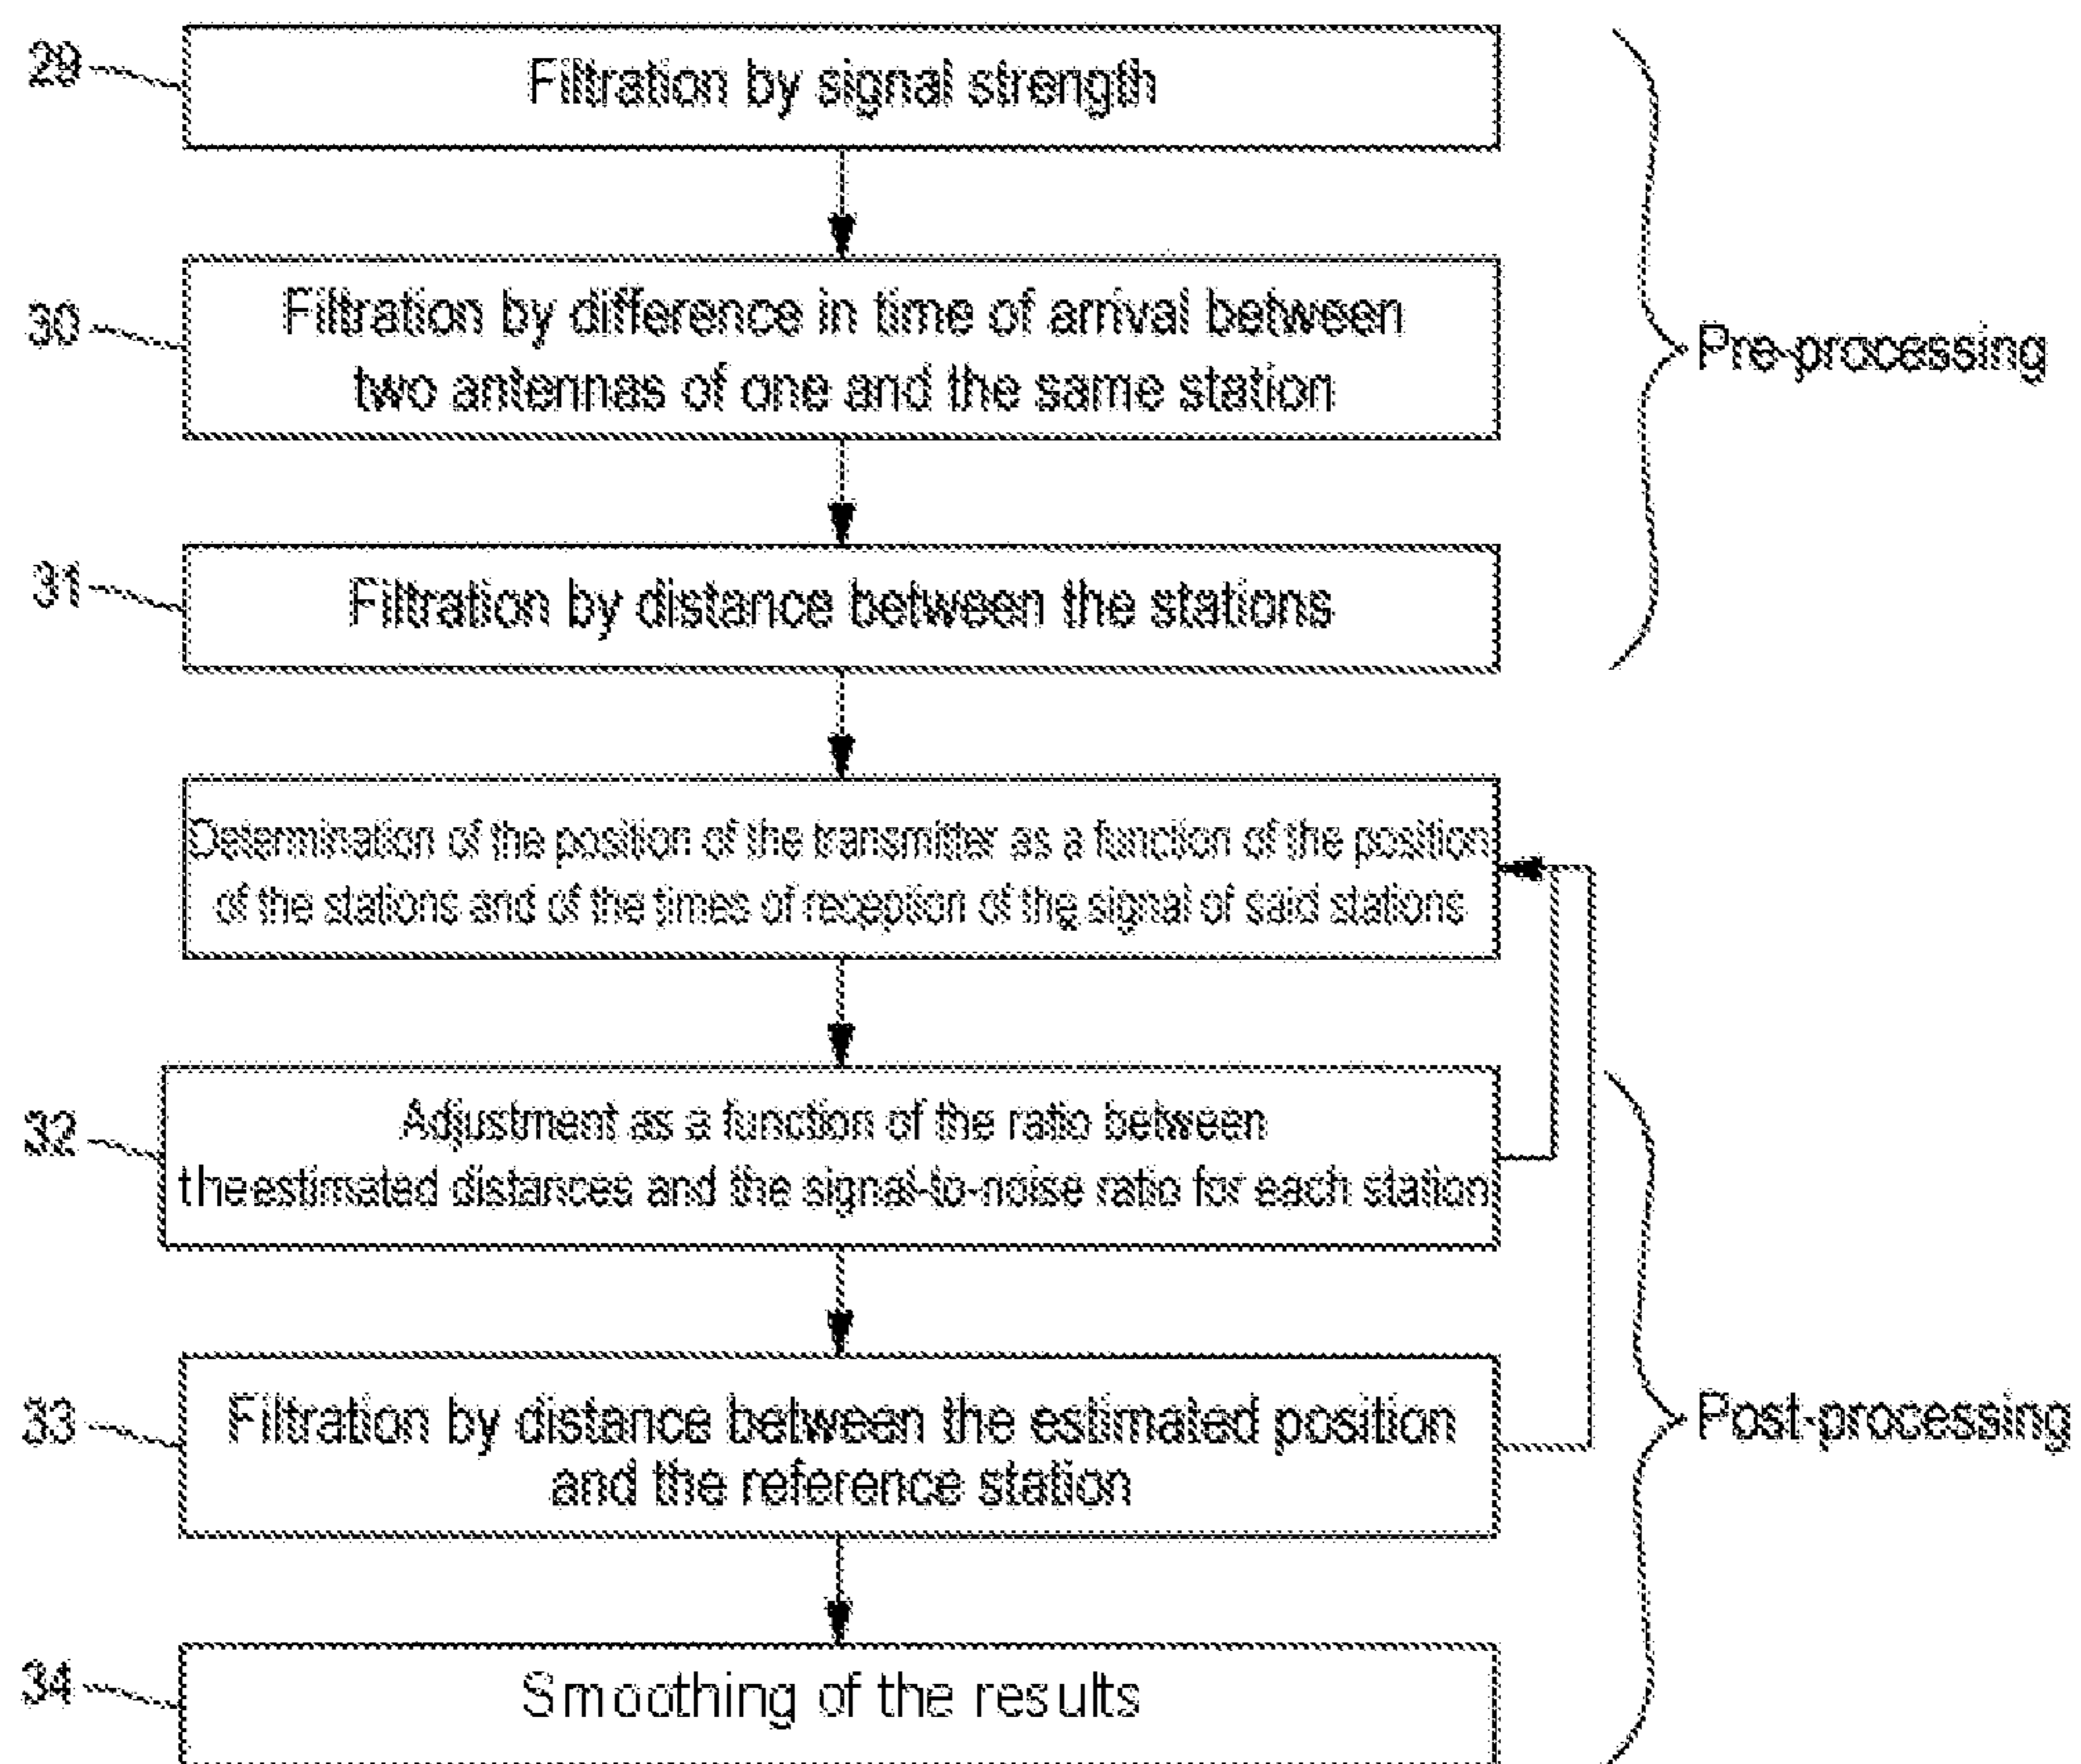 29
Filtration by signal strength
30
Filtration by difference in time of arrival between
two antennas of one and the same station
Pre-processing
31
Filtration by distance between the stations
Determination of the position of the transmitter as a function of the position
of the stations and of the times of reception of the signal of said stations
32
Adjustment as a function of the ratio between
theestimated distances and the signal-to-noise ratio for each station
33
Filtration by distance between the estimated position
and the reference station
Post-processing
34
Smoothing of the results